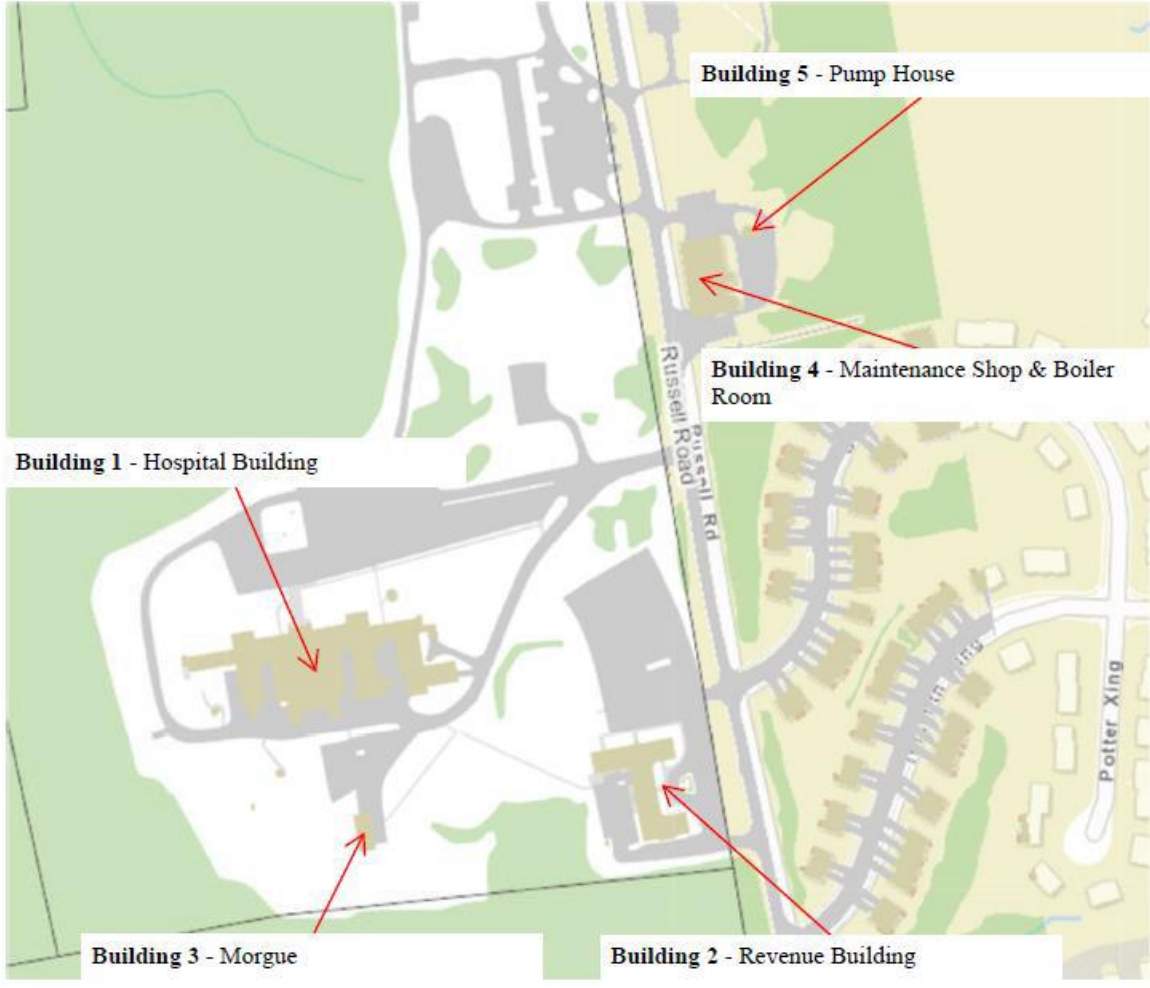 Building 5 - Pump House
Building 4 - Maintenance Shop & Boiler
Room
Russell Road
Russell Rd
Building 1 - Hospital Building
Potter Xing
Building 3 - Morgue
Building 2 - Revenue Building